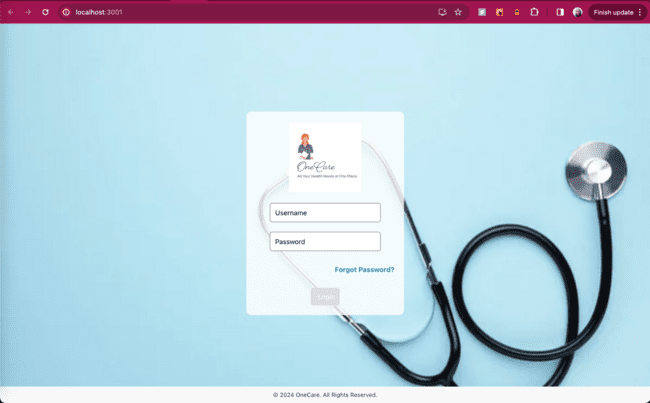 localhost:3001
Finish update
OneCare
All Your Health Needs in One Place
Username
Password
Forgot Password?
Login
© 2024 OneCare. All Rights Reserved.